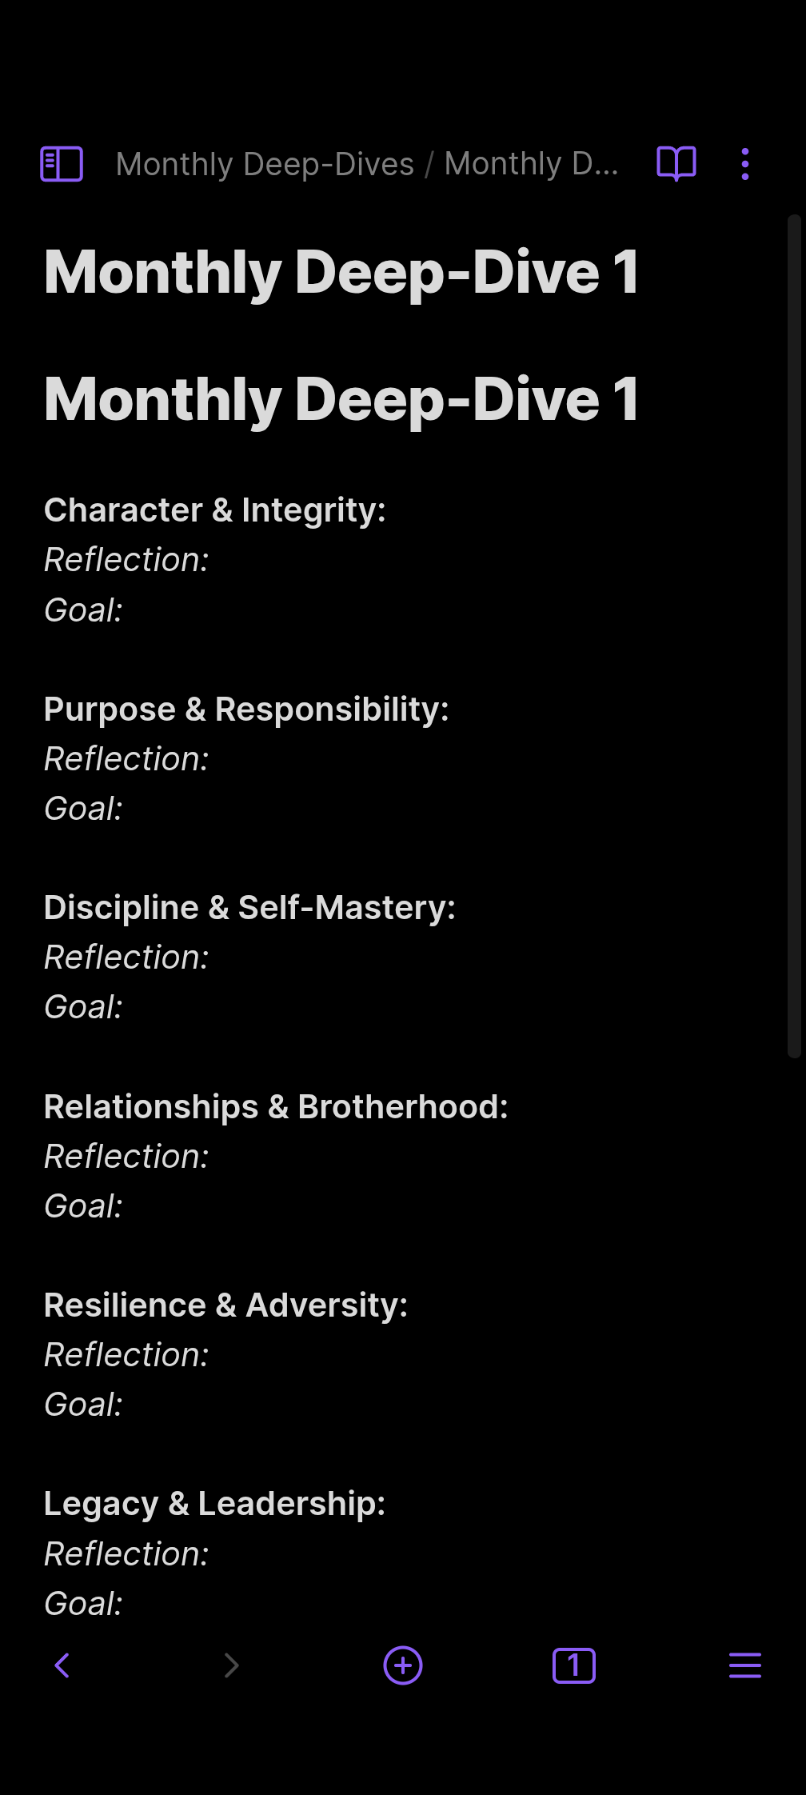 Monthly Deep-Dives / Monthly D...
Monthly Deep-Dive 1
Monthly Deep-Dive 1
Character & Integrity:
Reflection:
Goal:
Purpose & Responsibility:
Reflection:
Goal:
Discipline & Self-Mastery:
Reflection:
Goal:
Relationships & Brotherhood:
Reflection:
Goal:
Resilience & Adversity:
Reflection:
Goal:
Legacy & Leadership:
Reflection:
Goal:
1